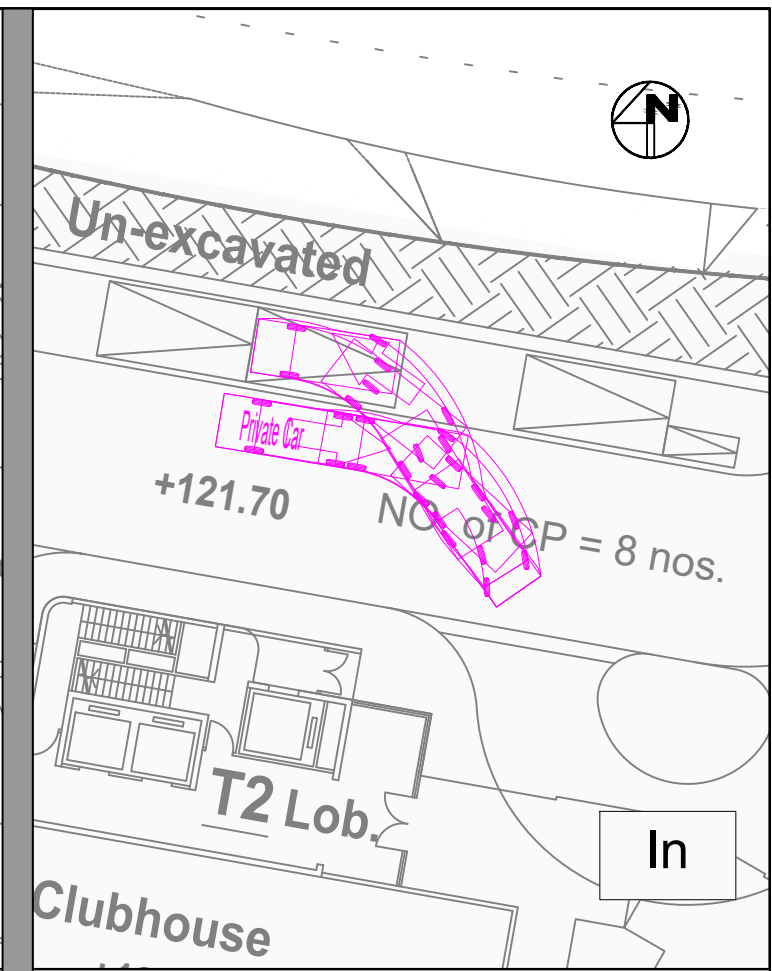 N
Un-excavated
Private Car
+121.70
NO. of CP = 8 nos.
T2 Lob.
In
Clubhouse